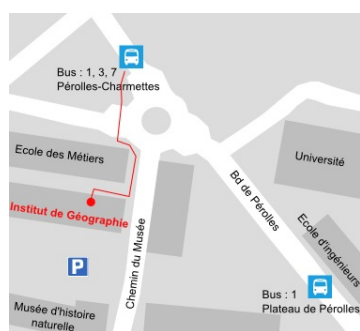 Bus : 1, 3, 7
Pérolles-Charmettes
Ecole des Métiers
Université
Bd de Pérolles
Institut de Géographie
Chemin du Musée
Ecole d'ingénieurs
P
Bus : 1
Plateau de Pérolles
Musée d'histoire
naturelle